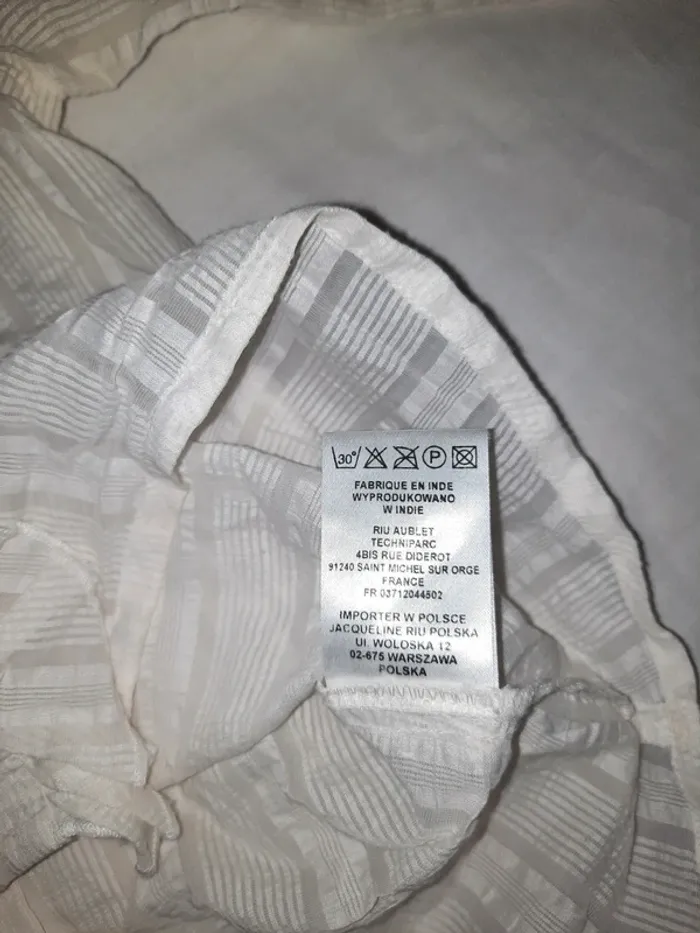 30°
P
FABRIQUE EN INDE
WYPRODUKOWANO
W INDIE
RIU AUBLET
TECHNIPARC
4BIS RUE DIDEROT
91240 SAINT MICHEL SUR ORGE
FRANCE
FR 03712044502
IMPORTER W POLSCE
JACQUELINE RIU POLSKA
Ul. WOLOSKA 12
02-675 WARSZAWA
POLSKA